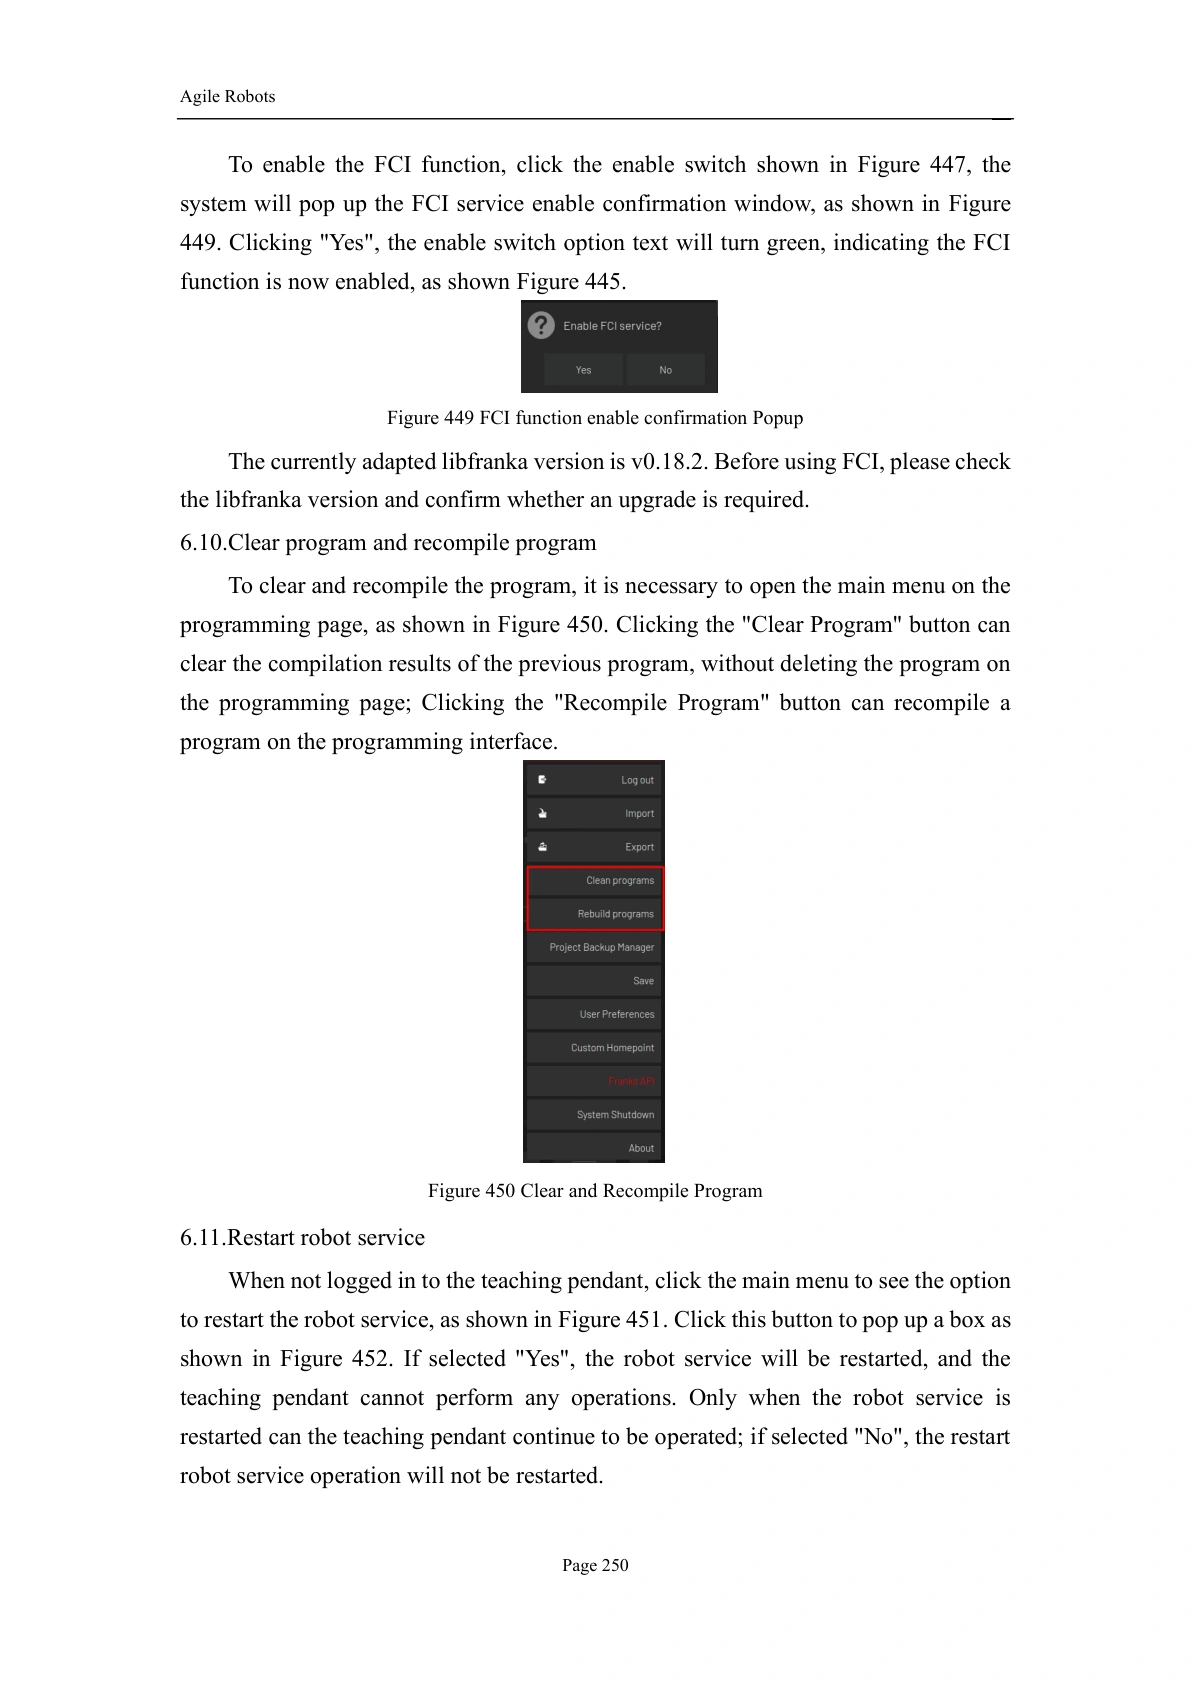 Agile Robots
To enable the FCI function, click the enable switch shown in Figure 447, the
system will pop up the FCI service enable confirmation window, as shown in Figure
449. Clicking "Yes", the enable switch option text will turn green, indicating the FCI
function is now enabled, as shown Figure 445.
Enable FCI service?
Yes No
Figure 449 FCI function enable confirmation Popup
The currently adapted libfranka version is v0.18.2. Before using FCI, please check
the libfranka version and confirm whether an upgrade is required.
6.10.Clear program and recompile program
To clear and recompile the program, it is necessary to open the main menu on the
programming page, as shown in Figure 450. Clicking the "Clear Program" button can
clear the compilation results of the previous program, without deleting the program on
the programming page; Clicking the "Recompile Program" button can recompile a
program on the programming interface.
Log out
Import
Export
Clean programs
Rebuild programs
Project Backup Manager
Save
User Preferences
Custom Homepoint
Franka API
System Shutdown
About
Figure 450 Clear and Recompile Program
6.11.Restart robot service
When not logged in to the teaching pendant, click the main menu to see the option
to restart the robot service, as shown in Figure 451. Click this button to pop up a box as
shown in Figure 452. If selected "Yes", the robot service will be restarted, and the
teaching pendant cannot perform any operations. Only when the robot service is
restarted can the teaching pendant continue to be operated; if selected "No", the restart
robot service operation will not be restarted.
Page 250